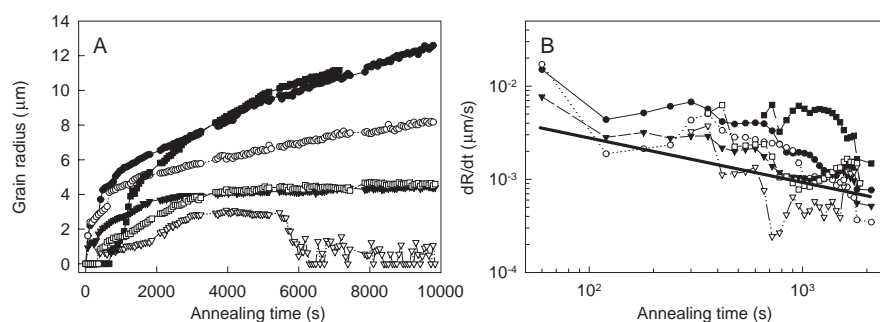 A
Grain radius (μm)
14
12
10
8
6
4
2
0
0 2000 4000 6000 8000 10000
Annealing time (s)
B
dR/dt (μm/s)
10-2
10-3
10-4
102 103
Annealing time (s)